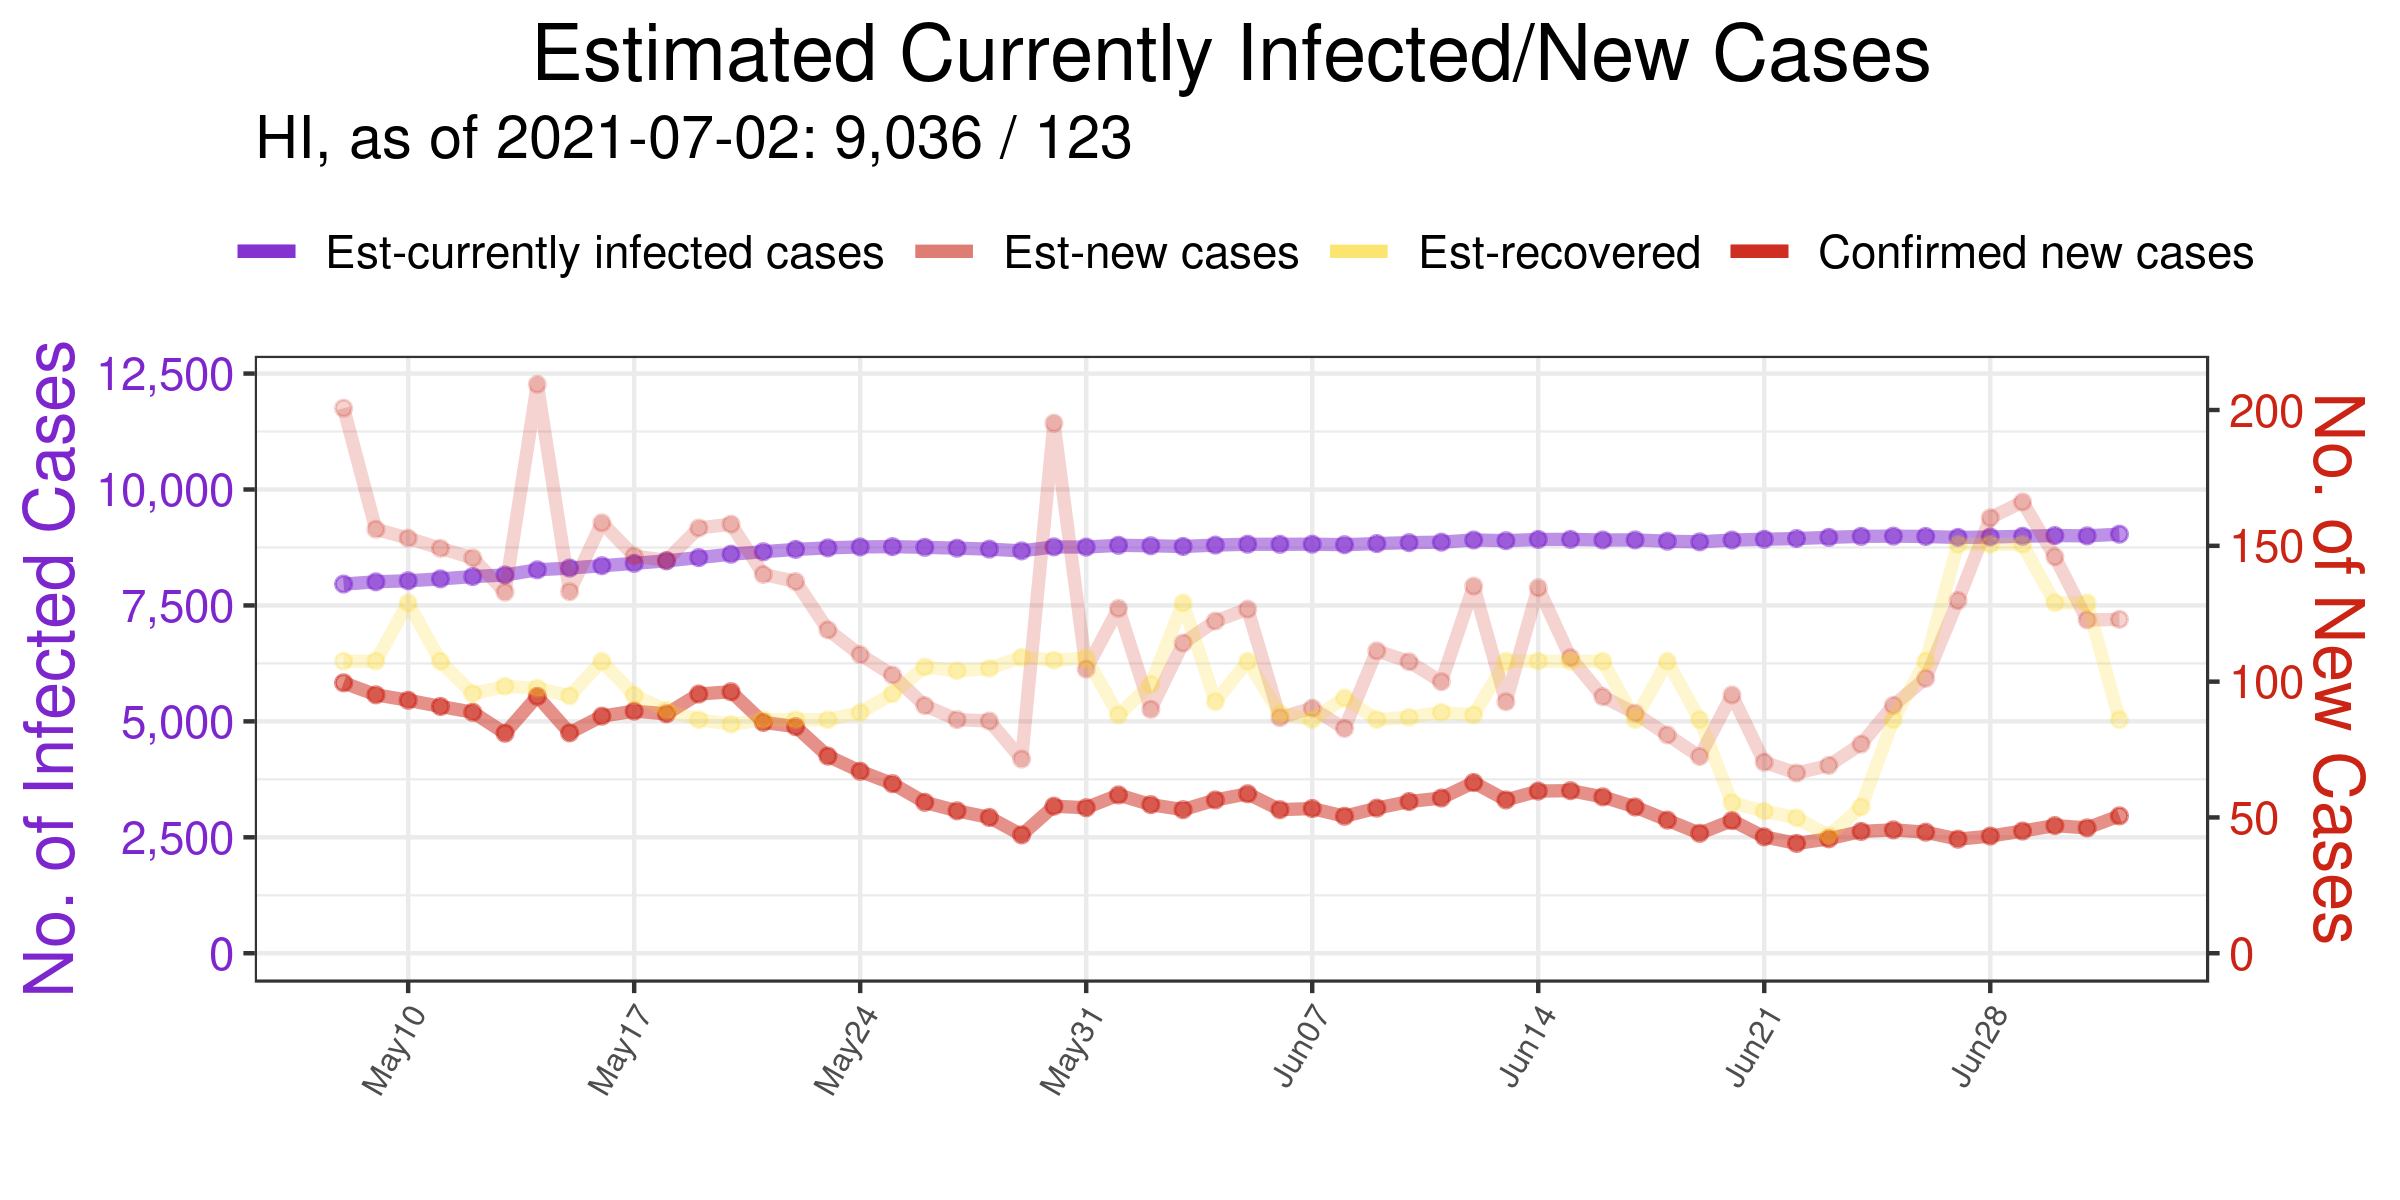 Estimated Currently Infected/New Cases
HI, as of 2021-07-02: 9,036 / 123
Est-currently infected cases Est-new cases Est-recovered Confirmed new cases
No. of Infected Cases
12,500
10,000
7,500
5,000
2,500
0
200
150
100
50
0
No. of New Cases
May10 May17 May24 May31 Jun07 Jun14 Jun21 Jun28